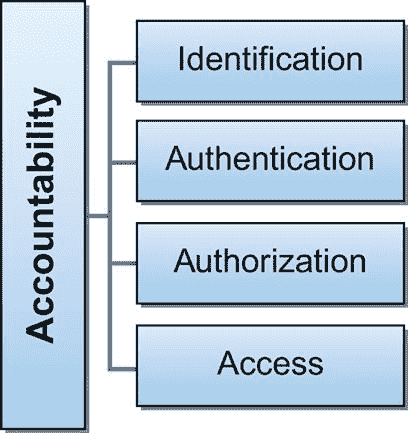 Accountability
Identification
Authentication
Authorization
Access